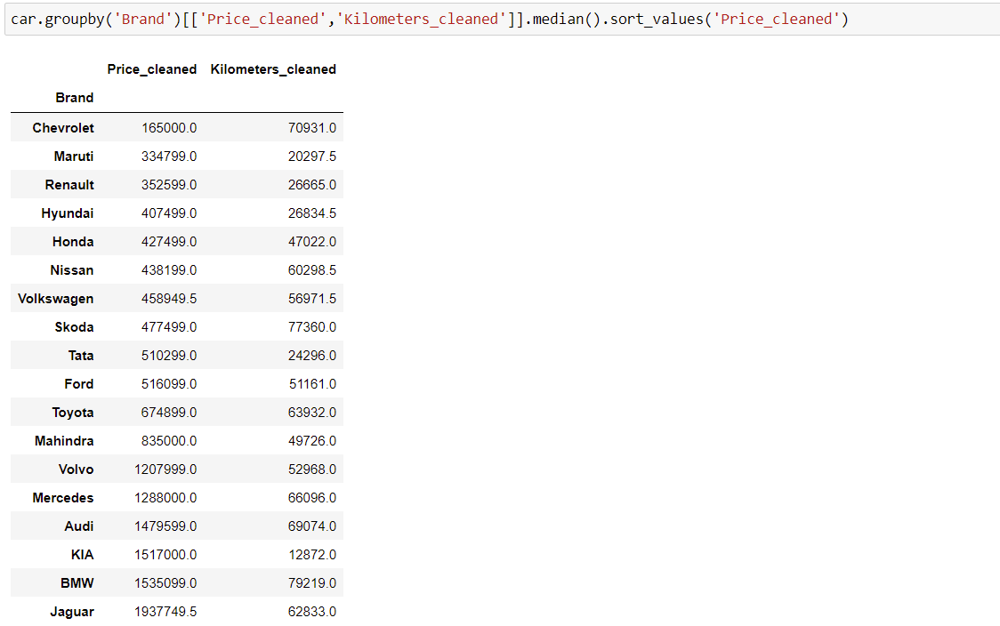 car.groupby('Brand')[['Price_cleaned','Kilometers_cleaned']].median().sort_values('Price_cleaned')
Price_cleaned Kilometers_cleaned
Brand
Chevrolet 165000.0 70931.0
Maruti 334799.0 20297.5
Renault 352599.0 26665.0
Hyundai 407499.0 26834.5
Honda 427499.0 47022.0
Nissan 438199.0 60298.5
Volkswagen 458949.5 56971.5
Skoda 477499.0 77360.0
Tata 510299.0 24296.0
Ford 516099.0 51161.0
Toyota 674899.0 63932.0
Mahindra 835000.0 49726.0
Volvo 1207999.0 52968.0
Mercedes 1288000.0 66096.0
Audi 1479599.0 69074.0
KIA 1517000.0 12872.0
BMW 1535099.0 79219.0
Jaguar 1937749.5 62833.0